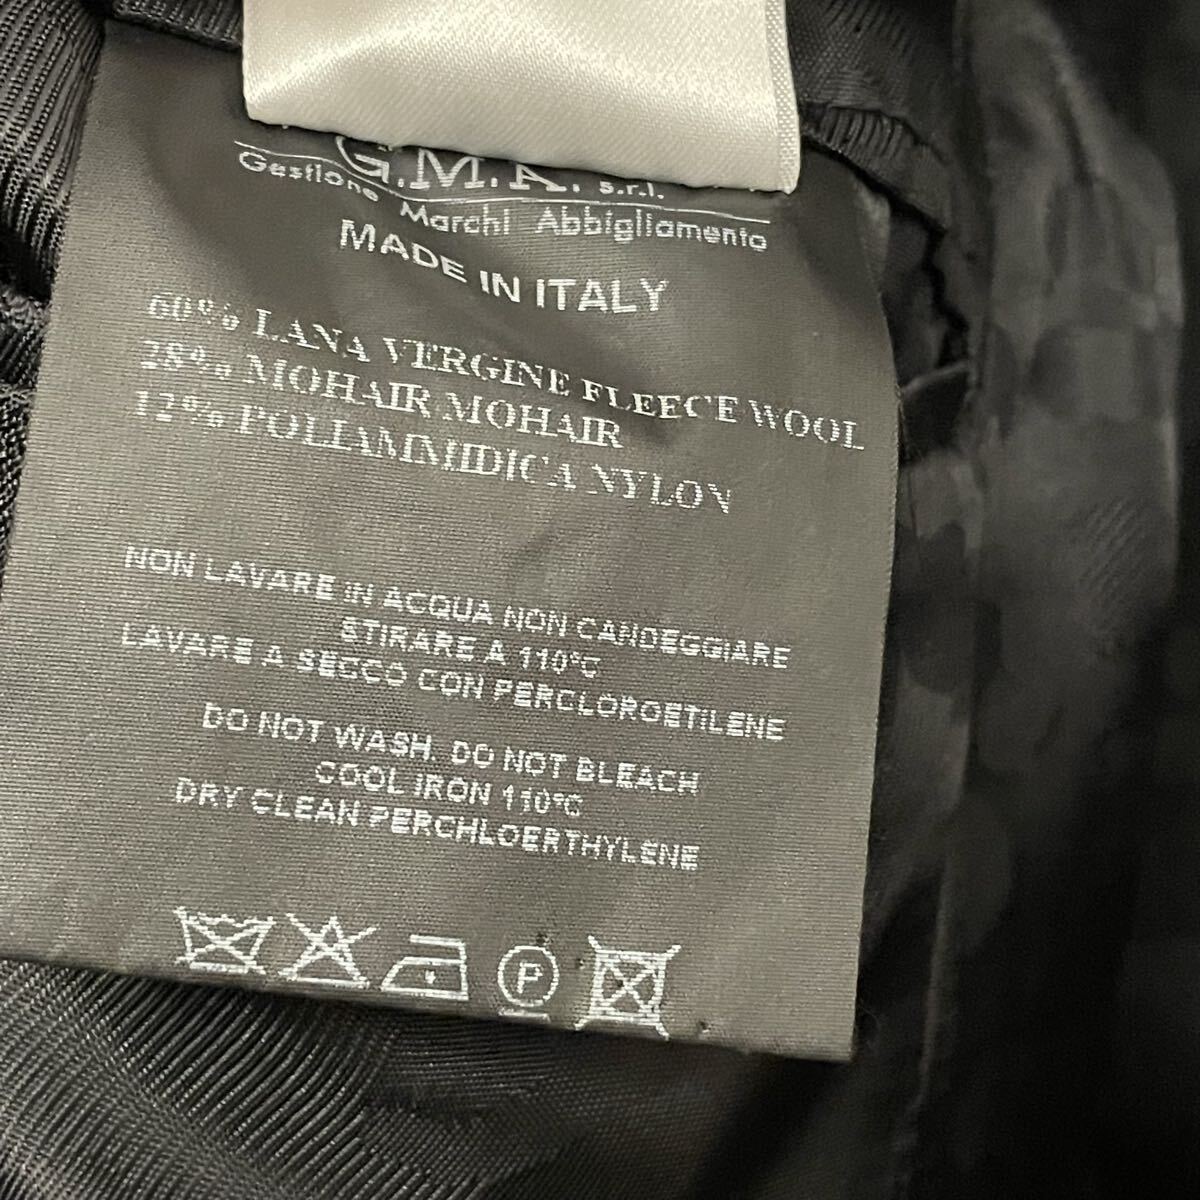 G.M.A. s.r.l.
Gestione Marchi Abbigliamento
MADE IN ITALY
60% LANA VERGINE FLEECE WOOL
28% MOHAIR MOHAIR
12% POLIAMMIDICA NYLON
NON LAVARE IN ACQUA NON CANDEGGIARE
STIRARE A 110°C
LAVARE A SECCO CON PERCLOROETILENE
DO NOT WASH. DO NOT BLEACH
COOL IRON 110°C
DRY CLEAN PERCHLOERTHYLENE
P